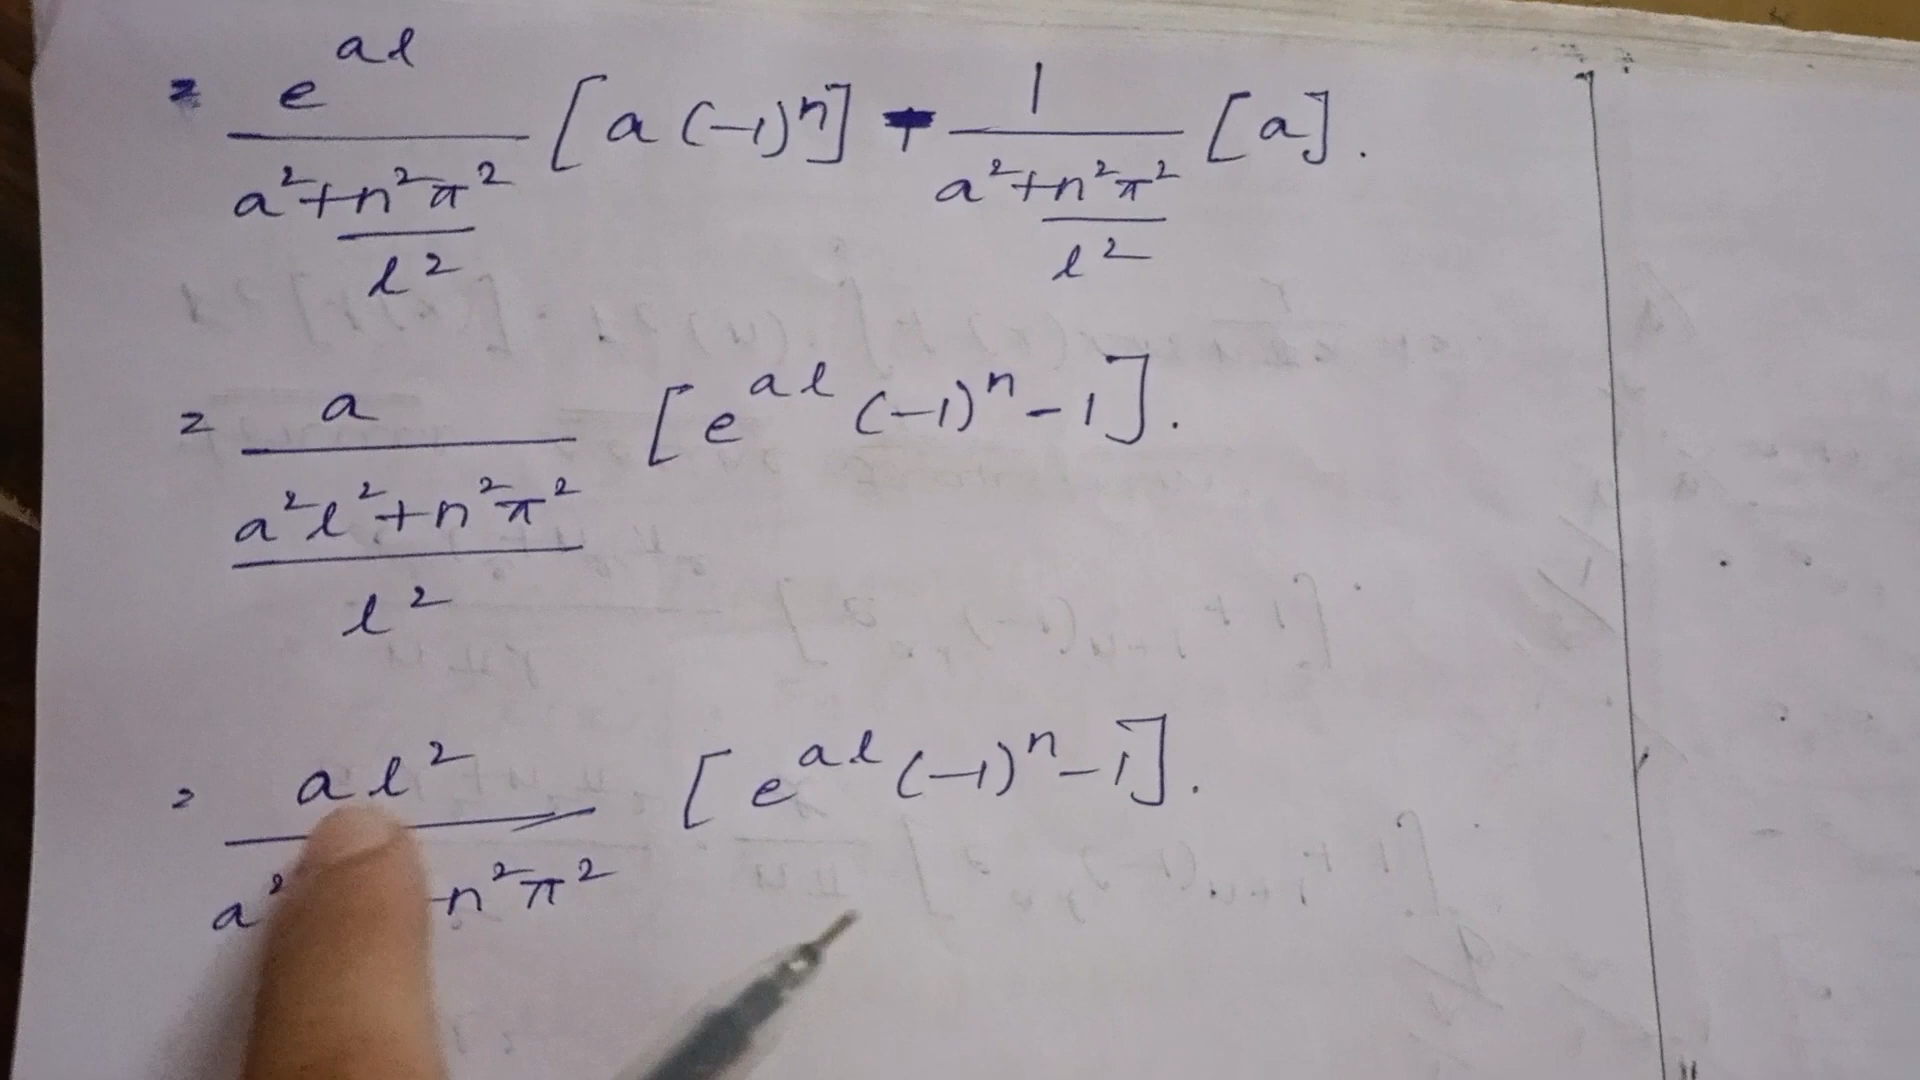 = e^{al} / (a²+n²π²/l²) [a(-1)^n] - 1 / (a²+n²π²/l²) [a].
= a / ((a²l²+n²π²)/l²) [e^{al}(-1)^n-1].
= al² / a² n²π² [e^{al}(-1)^n-1].